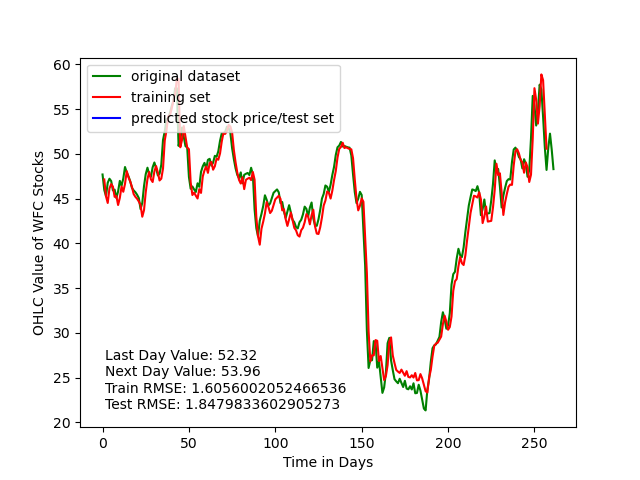 original dataset
training set
predicted stock price/test set
OHLC Value of WFC Stocks
60
55
50
45
40
35
30
25
20
Last Day Value: 52.32
Next Day Value: 53.96
Train RMSE: 1.6056002052466536
Test RMSE: 1.8479833602905273
0 50 100 150 200 250
Time in Days